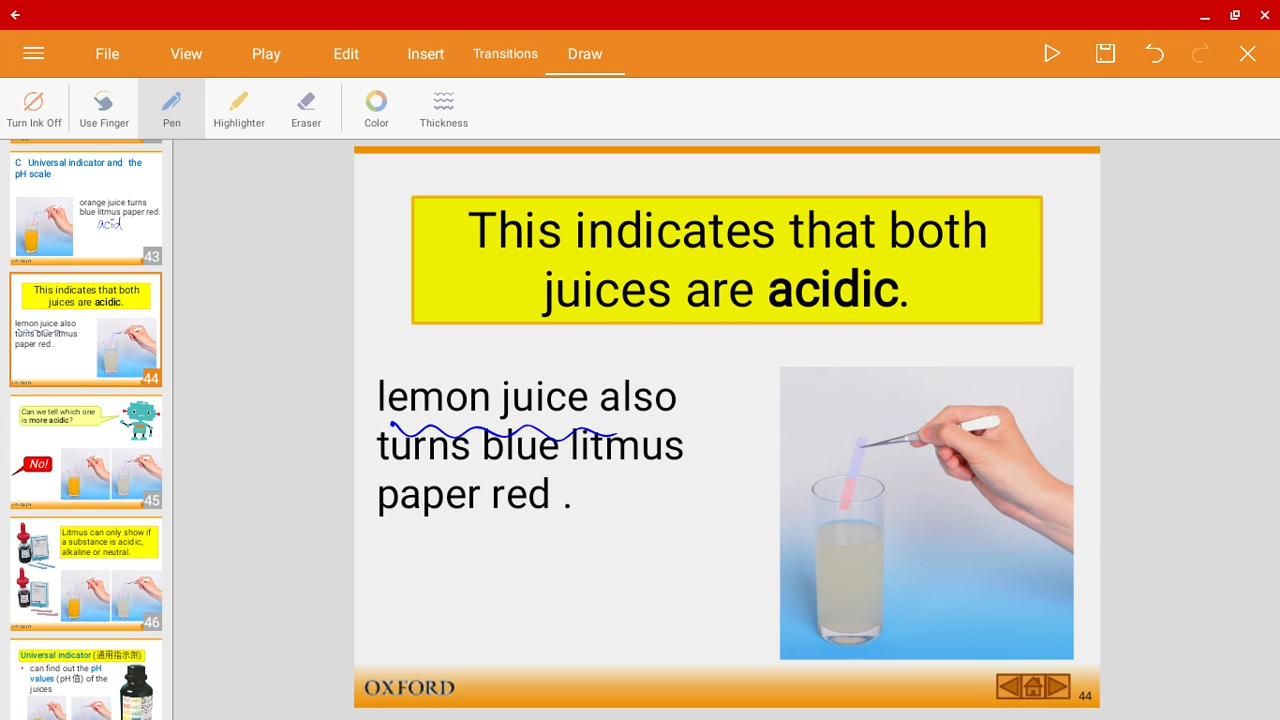 File View Play Edit Insert Transitions Draw
Turn Ink Off Use Finger Pen Highlighter Eraser Color Thickness
C Universal indicator and the
pH scale
orange juice turns
blue litmus paper red.
acid
43
This indicates that both
juices are acidic.
lemon juice also
turns blue litmus
paper red .
44
Can we tell which one
is more acidic?
No!
45
Litmus can only show if
a substance is acidic,
alkaline or neutral.
46
Universal indicator (通用指示劑)
• can find out the pH
values (pH 值) of the
juices
This indicates that both
juices are acidic.
lemon juice also
turns blue litmus
paper red .
OXFORD
44